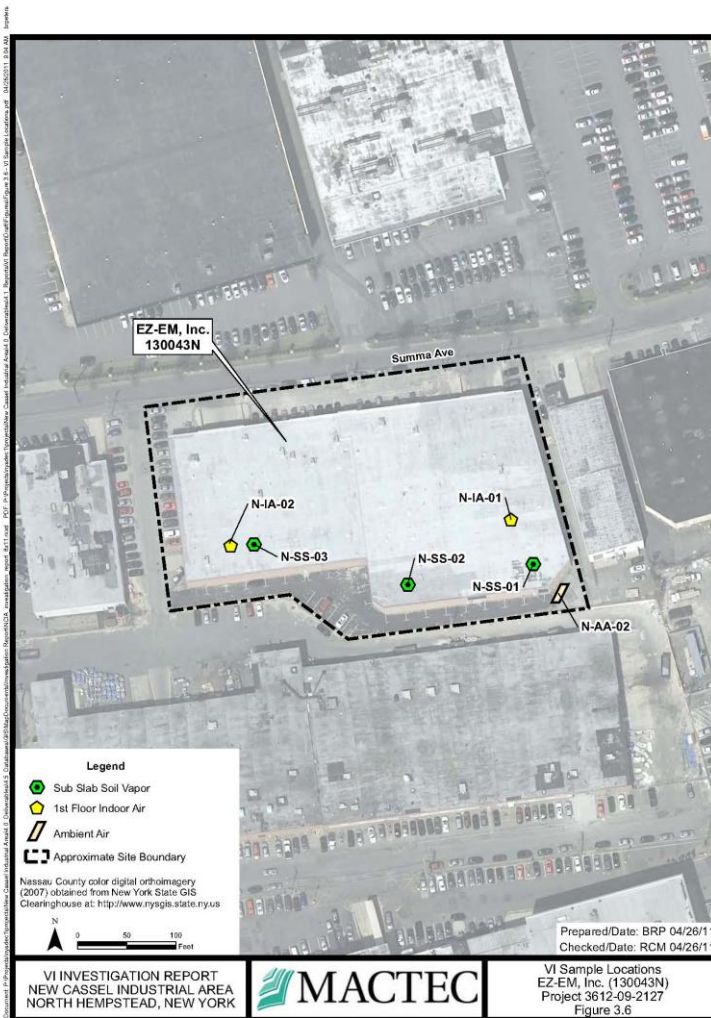 EZ-EM, Inc.
130043N
Summa Ave
N-IA-02
N-IA-01
N-SS-03
N-SS-02
N-SS-01
N-AA-02
Legend
Sub Slab Soil Vapor
1st Floor Indoor Air
Ambient Air
Approximate Site Boundary
Nassau County color digital orthoimagery
(2007) obtained from New York State GIS
Clearinghouse at: http://www.nysgis.state.ny.us
N
0 50 100
Feet
Prepared/Date: BRP 04/26/11
Checked/Date: RCM 04/26/11
VI INVESTIGATION REPORT
NEW CASSEL INDUSTRIAL AREA
NORTH HEMPSTEAD, NEW YORK
MACTEC
VI Sample Locations
EZ-EM, Inc. (130043N)
Project 3612-09-2127
Figure 3.6